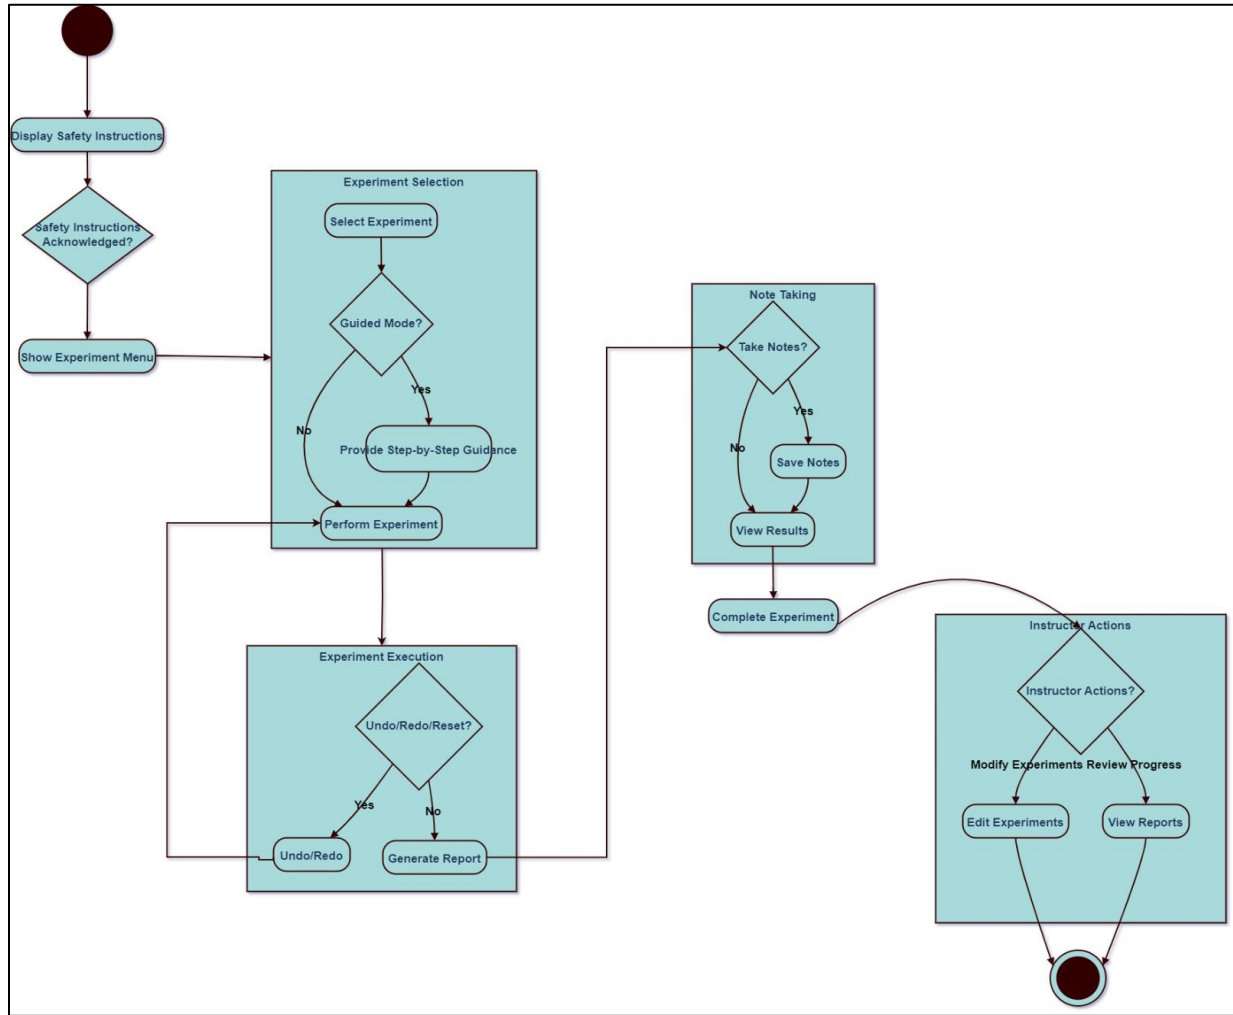 Display Safety Instructions
Safety Instructions
Acknowledged?
Show Experiment Menu
Experiment Selection
Select Experiment
Guided Mode?
Yes
No
Provide Step-by-Step Guidance
Perform Experiment
Experiment Execution
Undo/Redo/Reset?
Yes
No
Undo/Redo
Generate Report
Note Taking
Take Notes?
Yes
No
Save Notes
View Results
Complete Experiment
Instructor Actions
Instructor Actions?
Modify Experiments Review Progress
Edit Experiments
View Reports